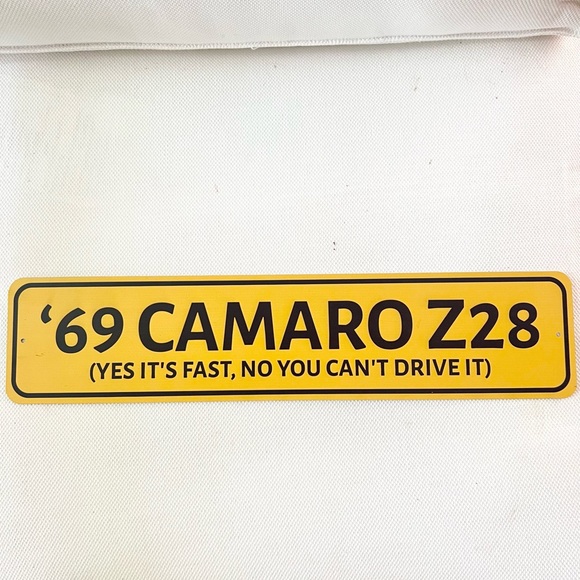 ‘69 CAMARO Z28
(YES IT'S FAST, NO YOU CAN'T DRIVE IT)